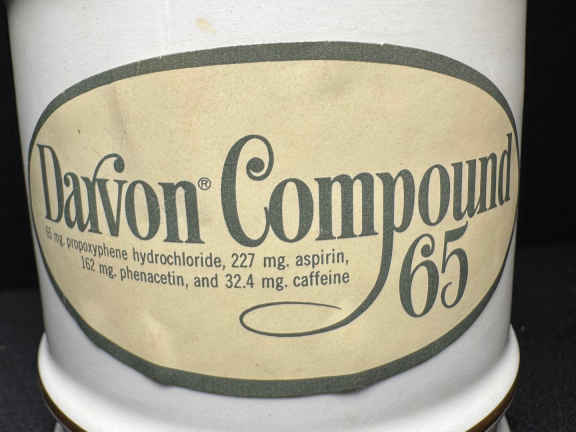 Darvon® Compound
65
65 mg. propoxyphene hydrochloride, 227 mg. aspirin,
162 mg. phenacetin, and 32.4 mg. caffeine